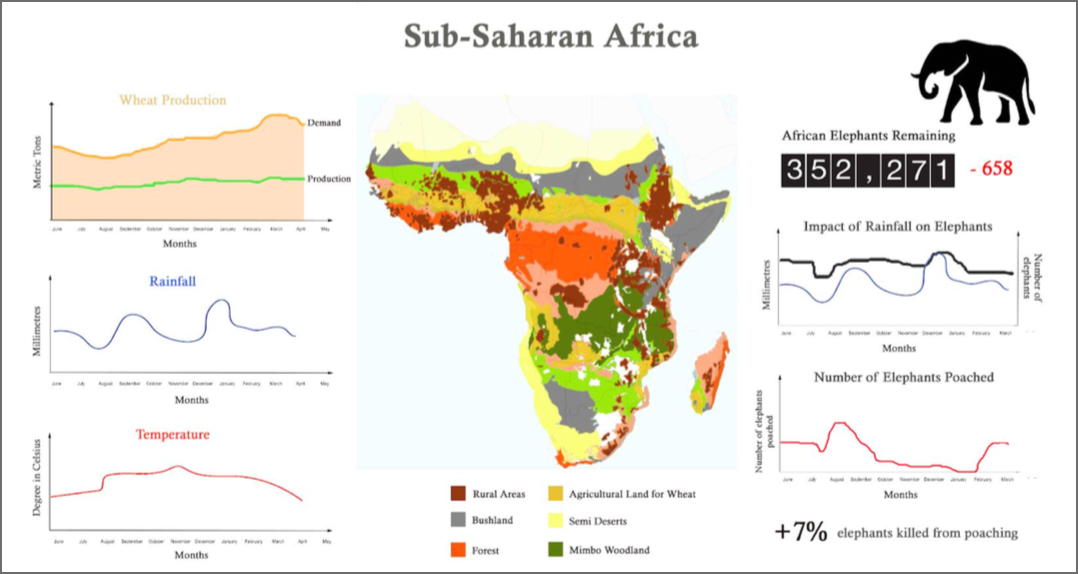 Sub-Saharan Africa
Wheat Production
Metric Tons
Demand
Production
June July August September October November December January February March April May
Months
Rainfall
Millimetres
June July August September October November December January February March April May
Months
Temperature
Degree in Celsius
June July August September October November December January February March April May
Months
Rural Areas
Agricultural Land for Wheat
Bushland
Semi Deserts
Forest
Mimbo Woodland
African Elephants Remaining
352,271 - 658
Impact of Rainfall on Elephants
Millimetres
Number of
elephants
June July August September October November December January February March
Months
Number of Elephants Poached
Number of elephants
poached
June July August September October November December January February March
Months
+7% elephants killed from poaching